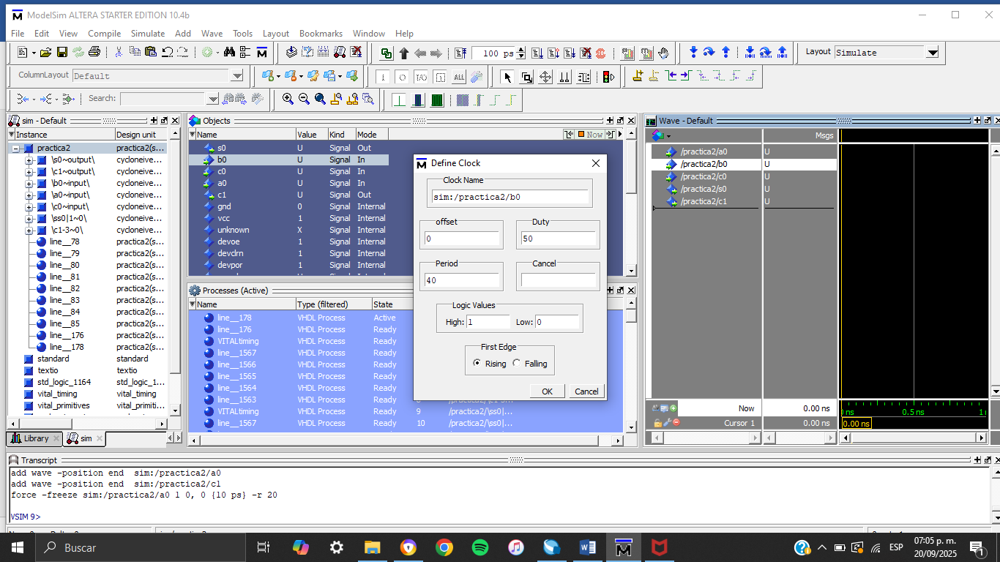 ModelSim ALTERA STARTER EDITION 10.4b
File Edit View Compile Simulate Add Wave Tools Layout Bookmarks Window Help
100 ps
Layout Simulate
ColumnLayout Default
Search:
sim - Default
Instance Design unit
practica2 practica2(s...
\s0~output\ cycloneive...
\c1~output\ cycloneive...
\b0~input\ cycloneive...
\a0~input\ cycloneive...
\c0~input\ cycloneive...
\ss0|1~0\ cycloneive...
\c1-3~0\ cycloneive...
line__78 practica2(s...
line__79 practica2(s...
line__80 practica2(s...
line__81 practica2(s...
line__82 practica2(s...
line__83 practica2(s...
line__84 practica2(s...
line__85 practica2(s...
line__176 practica2(s...
line__178 practica2(s...
standard standard
textio textio
std_logic_1164 std_logic_1...
vital_timing vital_timing
vital_primitives vital_primiti...
Library sim
Objects
Name Value Kind Mode Now
s0 U Signal Out
b0 U Signal In
c0 U Signal In
a0 U Signal In
c1 U Signal Out
gnd 0 Signal Internal
vcc 1 Signal Internal
unknown X Signal Internal
devoe 1 Signal Internal
devclrn 1 Signal Internal
devpor 1 Signal Internal
Processes (Active)
Name Type (filtered) State
line__178 VHDL Process Active
line__176 VHDL Process Ready
VITALtiming VHDL Process Ready
line__1567 VHDL Process Ready
line__1566 VHDL Process Ready
line__1565 VHDL Process Ready
line__1564 VHDL Process Ready
line__1563 VHDL Process Ready
VITALtiming VHDL Process Ready 9 /practica2/\ss0|...
line__1567 VHDL Process Ready 10 /practica2/\ss0|...
Define Clock
Clock Name
sim:/practica2/b0
offset Duty
0 50
Period Cancel
40
Logic Values
High: 1 Low: 0
First Edge
Rising Falling
OK Cancel
Wave - Default
Msgs
/practica2/a0 U
/practica2/b0 U
/practica2/c0 U
/practica2/s0 U
/practica2/c1 U
Now 0.00 ns
ns 0.5 ns
Cursor 1 0.00 ns
0.00 ns
Transcript
add wave -position end  sim:/practica2/a0
add wave -position end  sim:/practica2/c1
force -freeze sim:/practica2/a0 1 0, 0 {10 ps} -r 20
VSIM 9>
Buscar
ESP
07:05 p. m.
20/09/2025
1